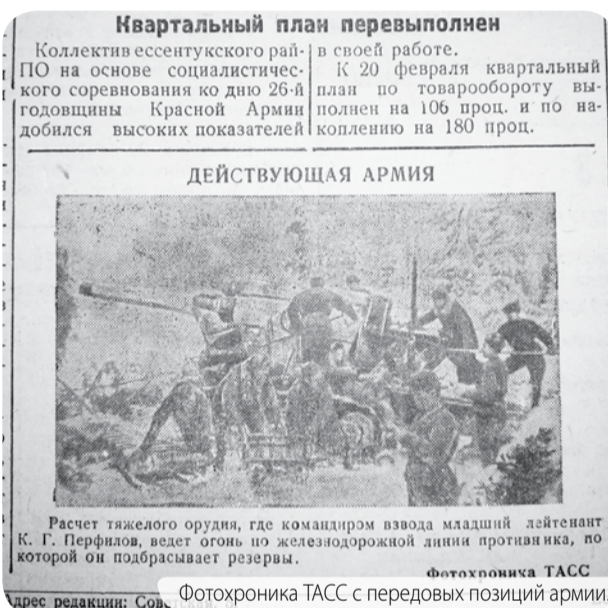 Квартальный план перевыполнен
Коллектив ессентукского рай-
ПО на основе социалистичес-
кого соревнования ко дню 26-й
годовщины Красной Армии
добился высоких показателей
в своей работе.
К 20 февраля квартальный
план по товарообороту вы-
полнен на 106 проц. и по на-
коплению на 180 проц.
ДЕЙСТВУЮЩАЯ АРМИЯ
Расчет тяжелого орудия, где командиром взвода младший лейтенант
К. Г. Перфилов, ведет огонь по железнодорожной линии противника, по
которой он подбрасывает резервы.
Фотохроника ТАСС
Адрес редакции:
Фотохроника ТАСС с передовых позиций армии.